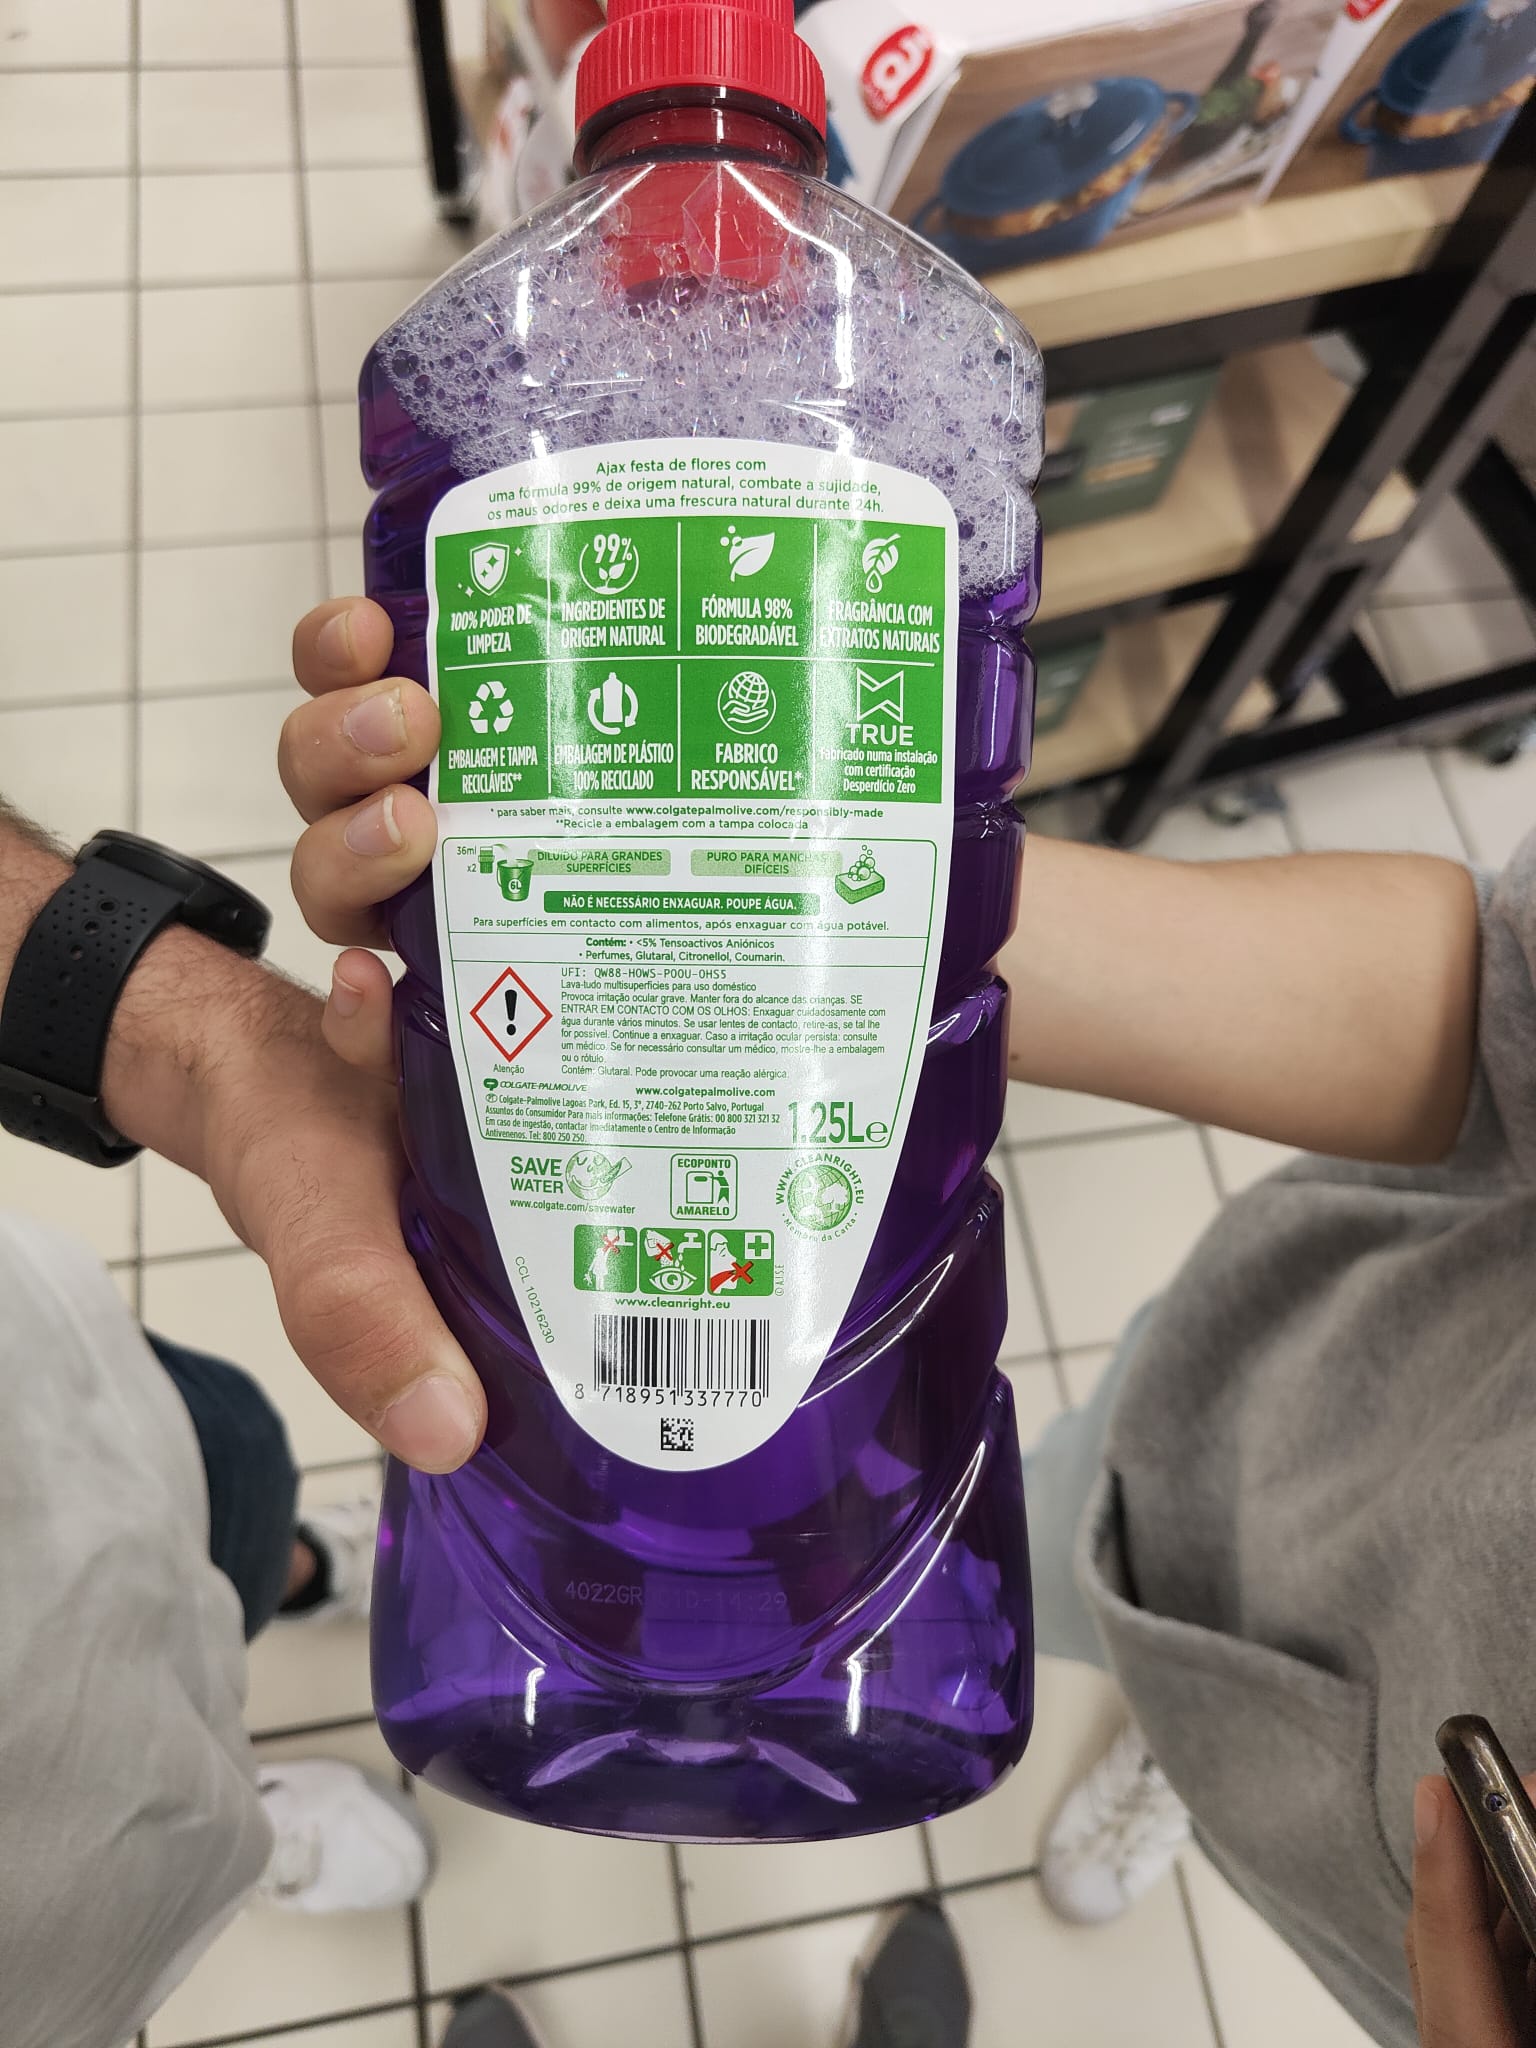 Ajax festa de flores com
uma fórmula 99% de origem natural, combate a sujidade,
os maus odores e deixa uma frescura natural durante 24h.
100% PODER DE
LIMPEZA
99%
INGREDIENTES DE
ORIGEM NATURAL
FÓRMULA 98%
BIODEGRADÁVEL
FRAGRÂNCIA COM
EXTRATOS NATURAIS
EMBALAGEM E TAMPA
RECICLÁVEIS**
EMBALAGEM DE PLÁSTICO
100% RECICLADO
FABRICO
RESPONSÁVEL*
TRUE
Fabricado numa instalação
com certificação
Desperdício Zero
* para saber mais, consulte www.colgatepalmolive.com/responsibly-made
**Recicle a embalagem com a tampa colocada
36ml
x2
6L
DILUÍDO PARA GRANDES
SUPERFÍCIES
PURO PARA MANCHAS
DIFÍCEIS
NÃO É NECESSÁRIO ENXAGUAR. POUPE ÁGUA.
Para superfícies em contacto com alimentos, após enxaguar com água potável.
Contém: • <5% Tensoactivos Aniónicos
• Perfumes, Glutaral, Citronellol, Coumarin.
UFI: QW88-H0WS-P00U-0HS5
Lava-tudo multisuperfícies para uso doméstico
Provoca irritação ocular grave. Manter fora do alcance das crianças. SE
ENTRAR EM CONTACTO COM OS OLHOS: Enxaguar cuidadosamente com
água durante vários minutos. Se usar lentes de contacto, retire-as, se tal lhe
for possível. Continue a enxaguar. Caso a irritação ocular persista: consulte
um médico. Se for necessário consultar um médico, mostre-lhe a embalagem
ou o rótulo.
Contém: Glutaral. Pode provocar uma reação alérgica.
Atenção
COLGATE-PALMOLIVE
www.colgatepalmolive.com
Colgate-Palmolive Lagoas Park, Ed. 15, 3°, 2740-262 Porto Salvo, Portugal
Assuntos do Consumidor Para mais informações: Telefone Grátis: 00 800 321 321 32
Em caso de ingestão, contactar imediatamente o Centro de Informação
Antivenenos. Tel: 800 250 250.
1.25L e
SAVE
WATER
www.colgate.com/savewater
ECOPONTO
AMARELO
WWW.CLEANRIGHT.EU
• Membro da Carta •
© A.I.S.E
www.cleanright.eu
CCL 10216230
8 718951 337770
4022GR 01D-14:29